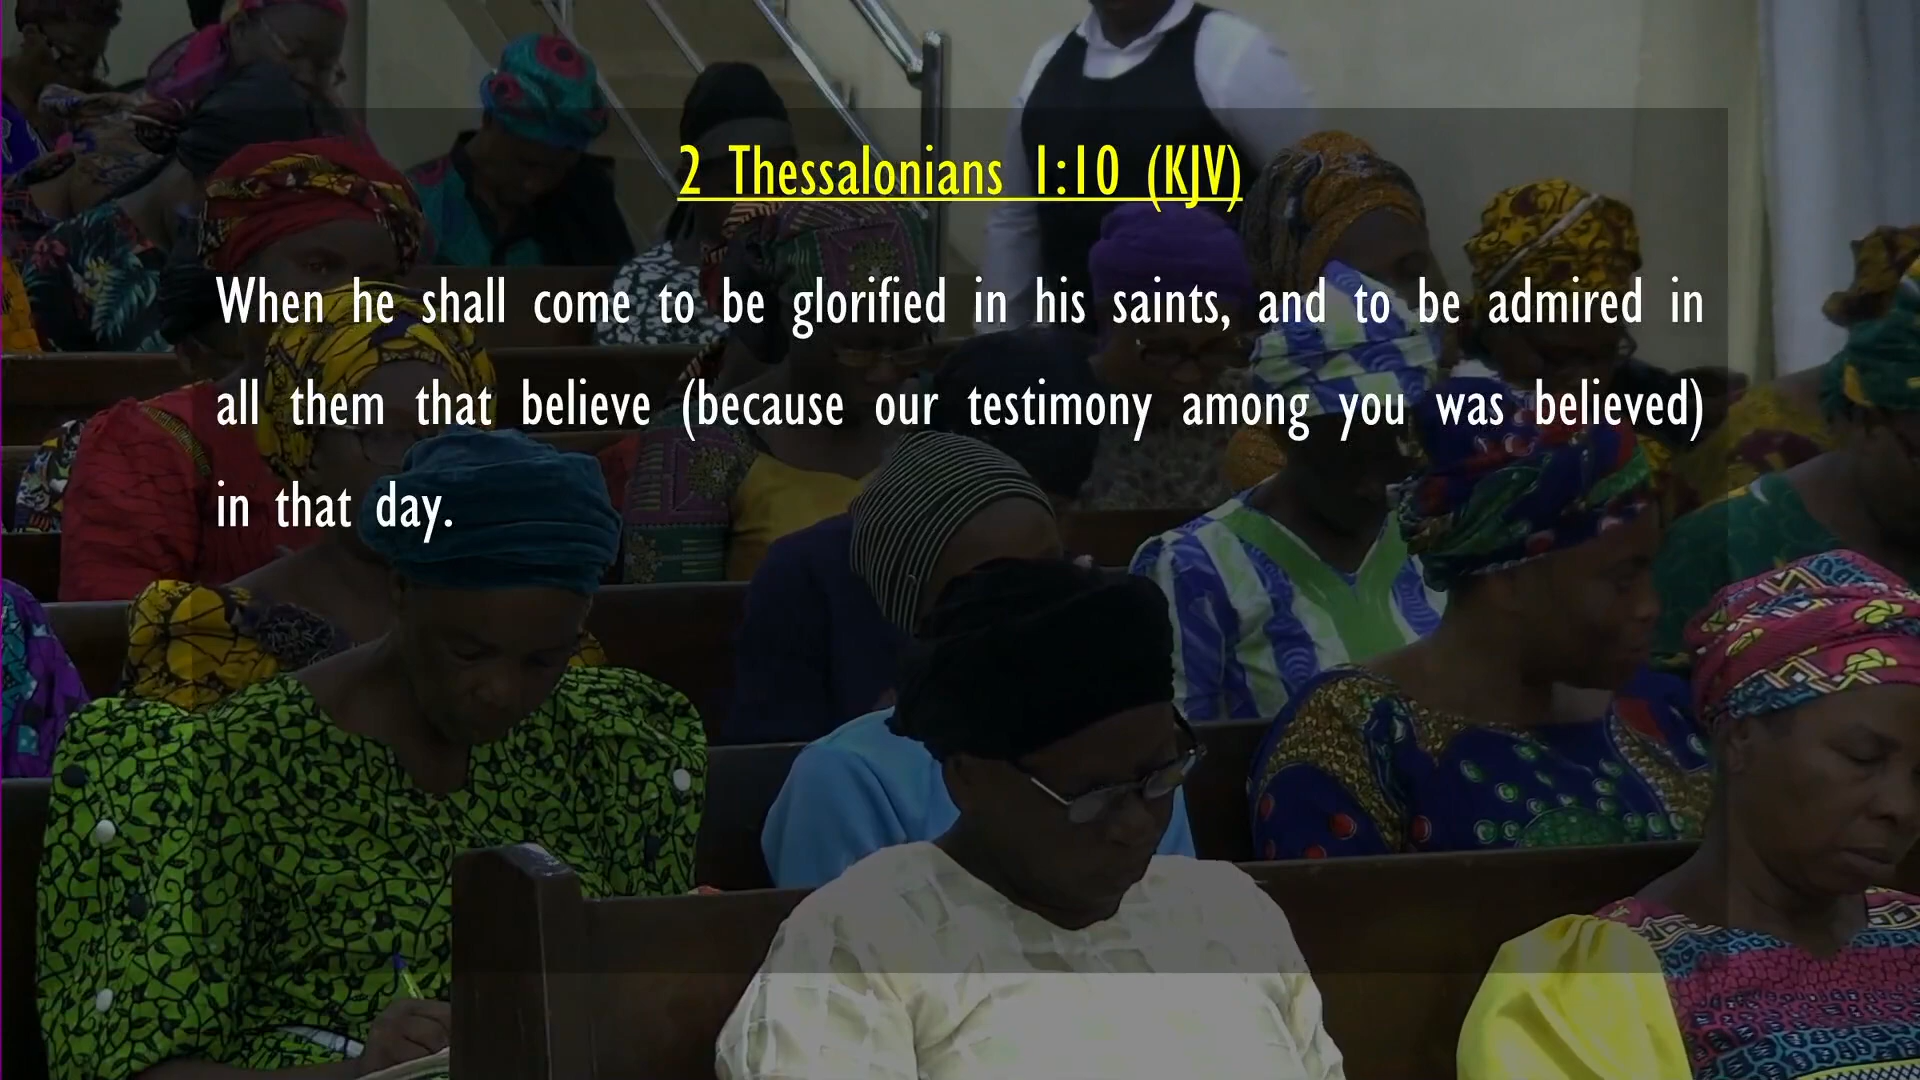 2 Thessalonians 1:10 (KJV)
When he shall come to be glorified in his saints, and to be admired in
all them that believe (because our testimony among you was believed)
in that day.